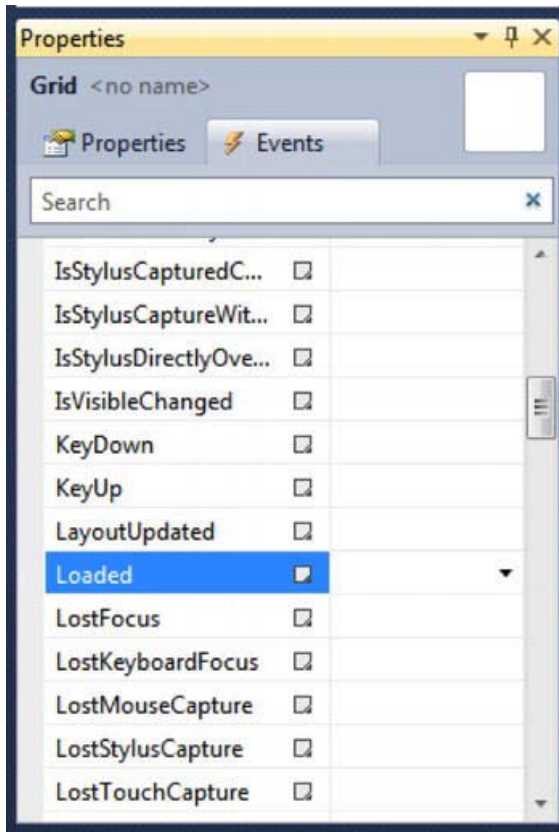 Properties
Grid <no name>
Properties Events
Search
IsStylusCapturedC...
IsStylusCaptureWit...
IsStylusDirectlyOve...
IsVisibleChanged
KeyDown
KeyUp
LayoutUpdated
Loaded
LostFocus
LostKeyboardFocus
LostMouseCapture
LostStylusCapture
LostTouchCapture